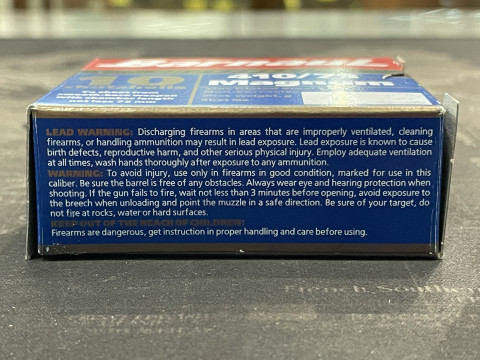 10
410/73
Magnum
LEAD WARNING: Discharging firearms in areas that are improperly ventilated, cleaning
firearms, or handling ammunition may result in lead exposure. Lead exposure is known to cause
birth defects, reproductive harm, and other serious physical injury. Employ adequate ventilation
at all times, wash hands thoroughly after exposure to any ammunition.
WARNING: To avoid injury, use only in firearms in good condition, marked for use in this
caliber. Be sure the barrel is free of any obstacles. Always wear eye and hearing protection when
shooting. If the gun fails to fire, wait not less than 3 minutes before opening, avoid exposure to
the breech when unloading and point the muzzle in a safe direction. Be sure of your target, do
not fire at rocks, water or hard surfaces.
KEEP OUT OF THE REACH OF CHILDREN!
Firearms are dangerous, get instruction in proper handling and care before using.
French, Southern